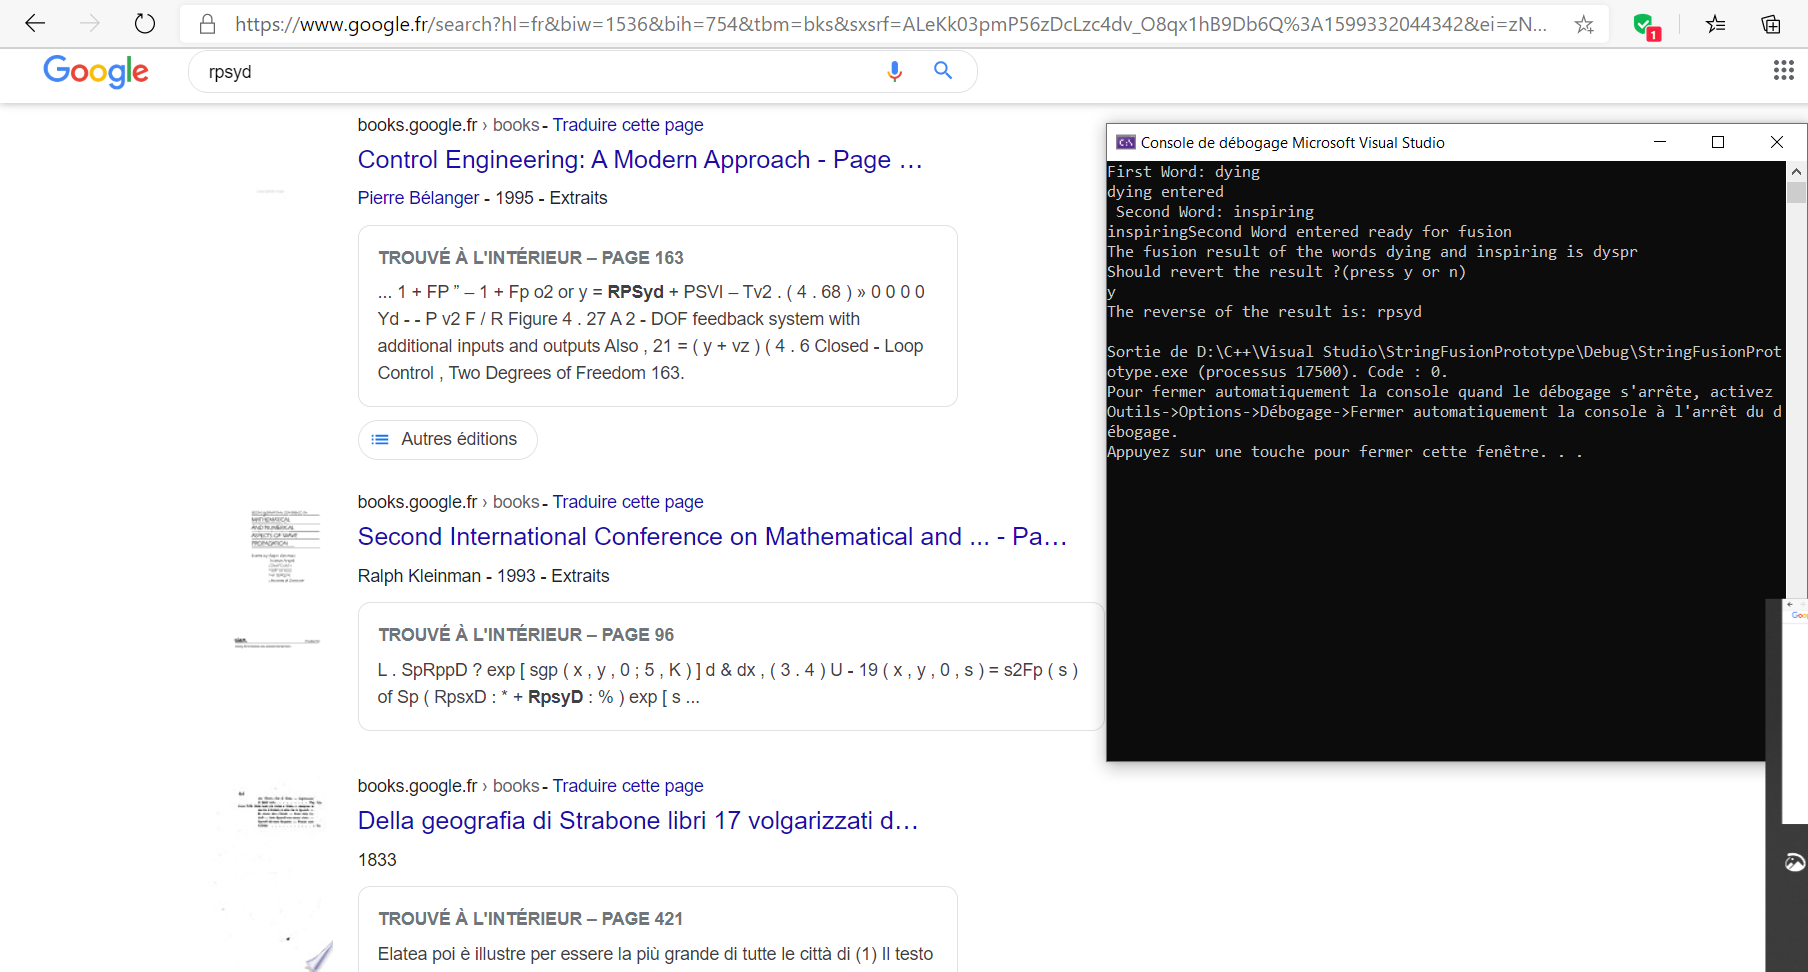 https://www.google.fr/search?hl=fr&biw=1536&bih=754&tbm=bks&sxsrf=ALeKk03pmP56zDcLzc4dv_O8qx1hB9Db6Q%3A1599332044342&ei=zN...
1
Google
rpsyd
books.google.fr › books - Traduire cette page
Control Engineering: A Modern Approach - Page …
Pierre Bélanger - 1995 - Extraits
TROUVÉ À L'INTÉRIEUR – PAGE 163
... 1 + FP ” – 1 + Fp o2 or y = RPSyd + PSVI – Tv2 . ( 4 . 68 ) » 0 0 0 0
Yd - - P v2 F / R Figure 4 . 27 A 2 - DOF feedback system with
additional inputs and outputs Also , 21 = ( y + vz ) ( 4 . 6 Closed - Loop
Control , Two Degrees of Freedom 163.
Autres éditions
books.google.fr › books - Traduire cette page
Second International Conference on Mathematical and ... - Pa…
Ralph Kleinman - 1993 - Extraits
MATHEMATICAL
AND NUMERICAL
ASPECTS OF WAVE
PROPAGATION
siam.
TROUVÉ À L'INTÉRIEUR – PAGE 96
L . SpRppD ? exp [ sgp ( x , y , 0 ; 5 , K ) ] d & dx , ( 3 . 4 ) U - 19 ( x , y , 0 , s ) = s2Fp ( s )
of Sp ( RpsxD : * + RpsyD : % ) exp [ s ...
books.google.fr › books - Traduire cette page
Della geografia di Strabone libri 17 volgarizzati d…
1833
TROUVÉ À L'INTÉRIEUR – PAGE 421
Elatea poi è illustre per essere la più grande di tutte le città di (1) Il testo
Console de débogage Microsoft Visual Studio
First Word: dying
dying entered
Second Word: inspiring
inspiringSecond Word entered ready for fusion
The fusion result of the words dying and inspiring is dyspr
Should revert the result ?(press y or n)
y
The reverse of the result is: rpsyd
Sortie de D:\C++\Visual Studio\StringFusionPrototype\Debug\StringFusionProt
otype.exe (processus 17500). Code : 0.
Pour fermer automatiquement la console quand le débogage s'arrête, activez
Outils->Options->Débogage->Fermer automatiquement la console à l'arrêt du d
ébogage.
Appuyez sur une touche pour fermer cette fenêtre. . .